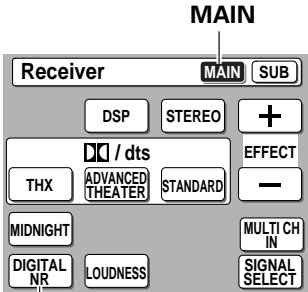 MAIN
Receiver MAIN SUB
DSP STEREO +
/ dts EFFECT
THX ADVANCED THEATER STANDARD −
MIDNIGHT MULTI CH IN
DIGITAL NR LOUDNESS SIGNAL SELECT